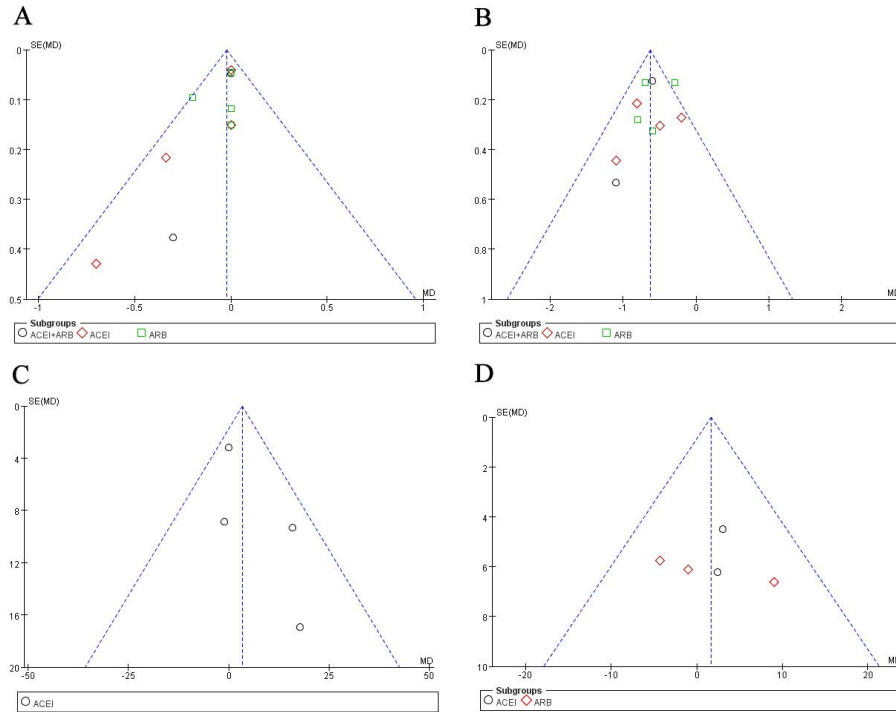 A
SE(MD)
0
0.1
0.2
0.3
0.4
0.5
-1
-0.5
0
0.5
1
MD
Subgroups
ACEI+ARB
ACEI
ARB
B
SE(MD)
0
0.2
0.4
0.6
0.8
1
-2
-1
0
1
2
MD
Subgroups
ACEI+ARB
ACEI
ARB
C
SE(MD)
0
4
8
12
16
20
-50
-25
0
25
50
MD
ACEI
D
SE(MD)
0
2
4
6
8
10
-20
-10
0
10
20
MD
Subgroups
ACEI
ARB